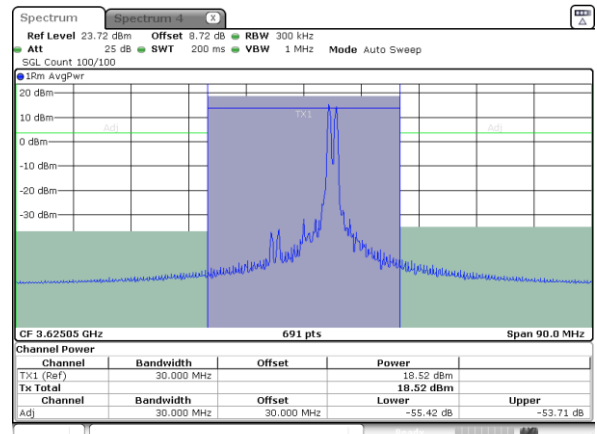 Spectrum Spectrum 4 X
Ref Level 23.72 dBm Offset 8.72 dB RBW 300 kHz
Att 25 dB SWT 200 ms VBW 1 MHz Mode Auto Sweep
SGL Count 100/100
1Rm AvgPwr
20 dBm
TX1
10 dBm
Adj Adj
0 dBm
-10 dBm
-20 dBm
-30 dBm
CF 3.62505 GHz 691 pts Span 90.0 MHz
Channel Power
Channel Bandwidth Offset Power
TX1 (Ref) 30.000 MHz 18.52 dBm
Tx Total 18.52 dBm
Channel Bandwidth Offset Lower Upper
Adj 30.000 MHz 30.000 MHz -55.42 dB -53.71 dB